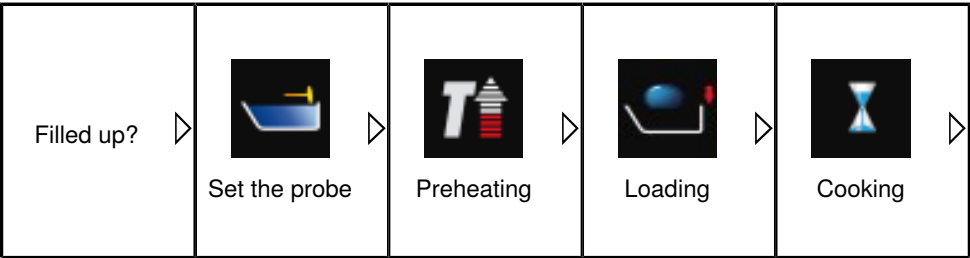 Filled up?
Set the probe
Preheating
Loading
Cooking